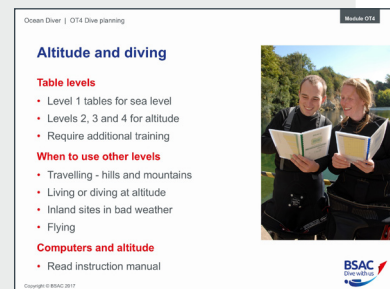 Ocean Diver | OT4 Dive planning
Module OT4
Altitude and diving
Table levels
• Level 1 tables for sea level
• Levels 2, 3 and 4 for altitude
• Require additional training
When to use other levels
• Travelling - hills and mountains
• Living or diving at altitude
• Inland sites in bad weather
• Flying
Computers and altitude
• Read instruction manual
BSAC
Dive with us
Copyright © BSAC 2017